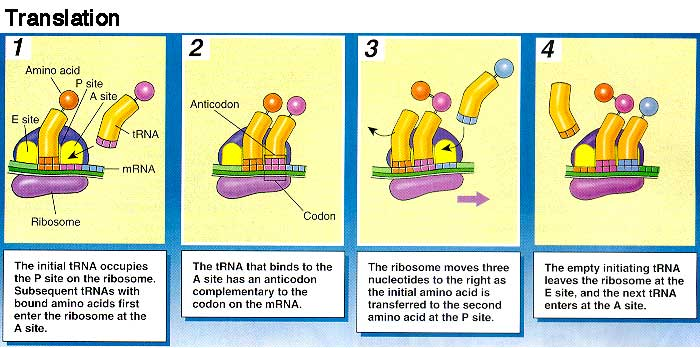 Translation
1
Amino acid
P site
A site
E site
tRNA
mRNA
Ribosome
2
Anticodon
Codon
3
4
The initial tRNA occupies
the P site on the ribosome.
Subsequent tRNAs with
bound amino acids first
enter the ribosome at the
A site.
The tRNA that binds to the
A site has an anticodon
complementary to the
codon on the mRNA.
The ribosome moves three
nucleotides to the right as
the initial amino acid is
transferred to the second
amino acid at the P site.
The empty initiating tRNA
leaves the ribosome at the
E site, and the next tRNA
enters at the A site.